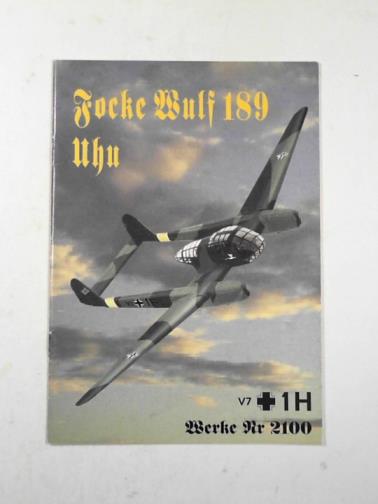 Focke Wulf 189
Uhu
V7 1H
Werke Nr 2100